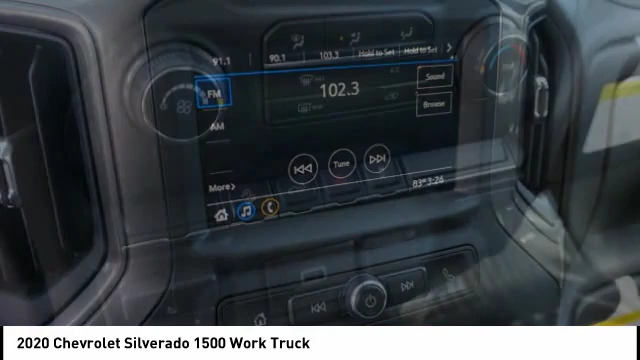 91.1 90.1 103.3 Hold to Set Hold to Set
FM 102.3 Sound
Browse
AM
Tune
More
83° 3:26
2020 Chevrolet Silverado 1500 Work Truck